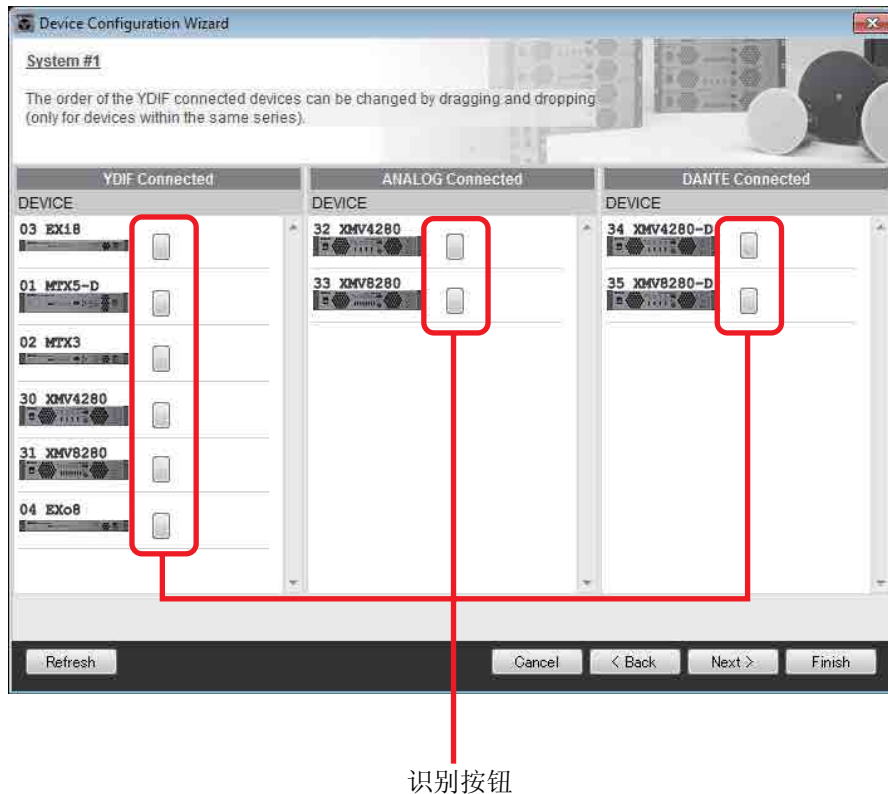 Device Configuration Wizard
System #1
The order of the YDIF connected devices can be changed by dragging and dropping
(only for devices within the same series).
YDIF Connected
DEVICE
03 EXi8
01 MTX5-D
02 MTX3
30 XMV4280
31 XMV8280
04 EXo8
ANALOG Connected
DEVICE
32 XMV4280
33 XMV8280
DANTE Connected
DEVICE
34 XMV4280-D
35 XMV8280-D
Refresh
Cancel
< Back
Next >
Finish
识别按钮